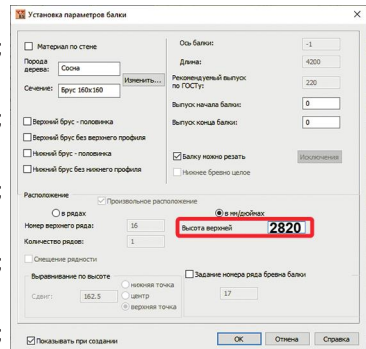 Установка параметров балки
Материал по стене
Порода дерева:
Сосна
Сечение:
Брус 160x160
Изменить...
Верхний брус - половинка
Верхний брус без верхнего профиля
Нижний брус - половинка
Нижний брус без нижнего профиля
Ось балки:
-1
Длина:
4200
Рекомендуемый выпуск по ГОСТу:
220
Выпуск начала балки:
0
Выпуск конца балки:
0
Балку можно резать
Исключения
Нижнее бревно целое
Расположение
Произвольное расположение
в рядах
в мм/дюймах
Номер верхнего ряда:
16
Высота верхней
2820
Количество рядов:
1
Смещение рядности
Выравнивание по высоте
Сдвиг:
162.5
нижняя точка
центр
верхняя точка
Задание номера ряда бревна балки
17
Показывать при создании
ОК
Отмена
Справка